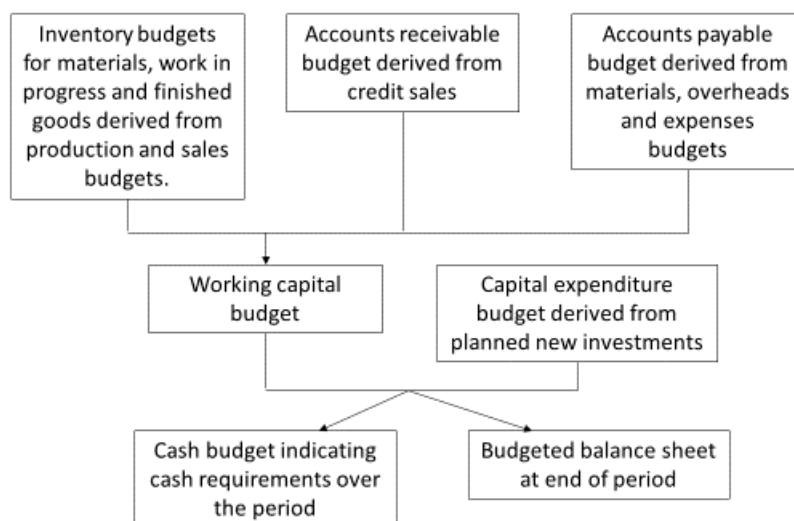 Inventory budgets
for materials, work in
progress and finished
goods derived from
production and sales
budgets.
Accounts receivable
budget derived from
credit sales
Accounts payable
budget derived from
materials, overheads
and expenses
budgets
Working capital
budget
Capital expenditure
budget derived from
planned new investments
Cash budget indicating
cash requirements over
the period
Budgeted balance sheet
at end of period